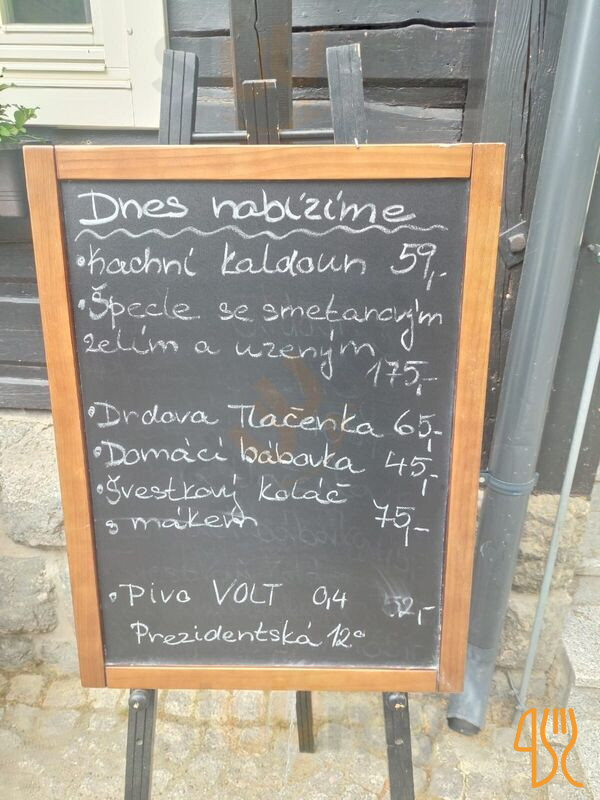 Dnes nabízíme
• Kachní kaldoun 59,-
• Špecle se smetanovým
zelím a uzeným
175,-
• Drdova Tlačenka 65,-
• Domácí bábovka 45,-
• Švestkový koláč
s mákem 75,-
• Pivo VOLT 0,4 52,-
Prezidentská 12°